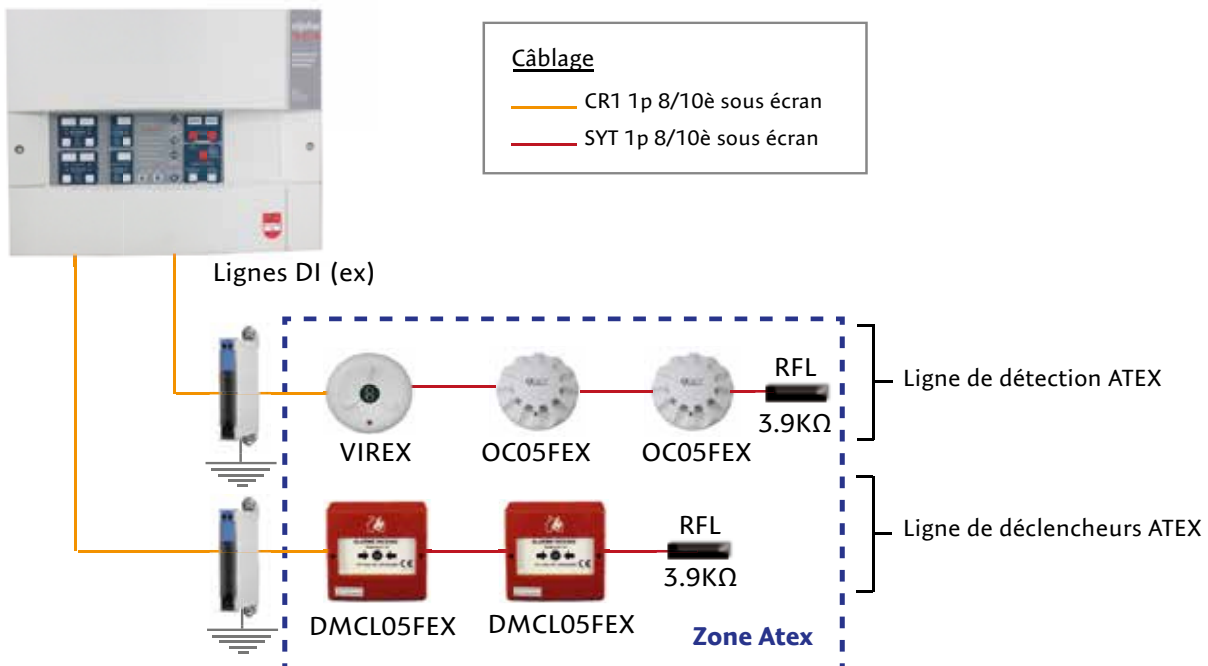 alpha
Câblage
CR1 1p 8/10è sous écran
SYT 1p 8/10è sous écran
Lignes DI (ex)
RFL
3.9KΩ
VIREX
OC05FEX
OC05FEX
Ligne de détection ATEX
RFL
3.9KΩ
DMCL05FEX
DMCL05FEX
Ligne de déclencheurs ATEX
Zone Atex